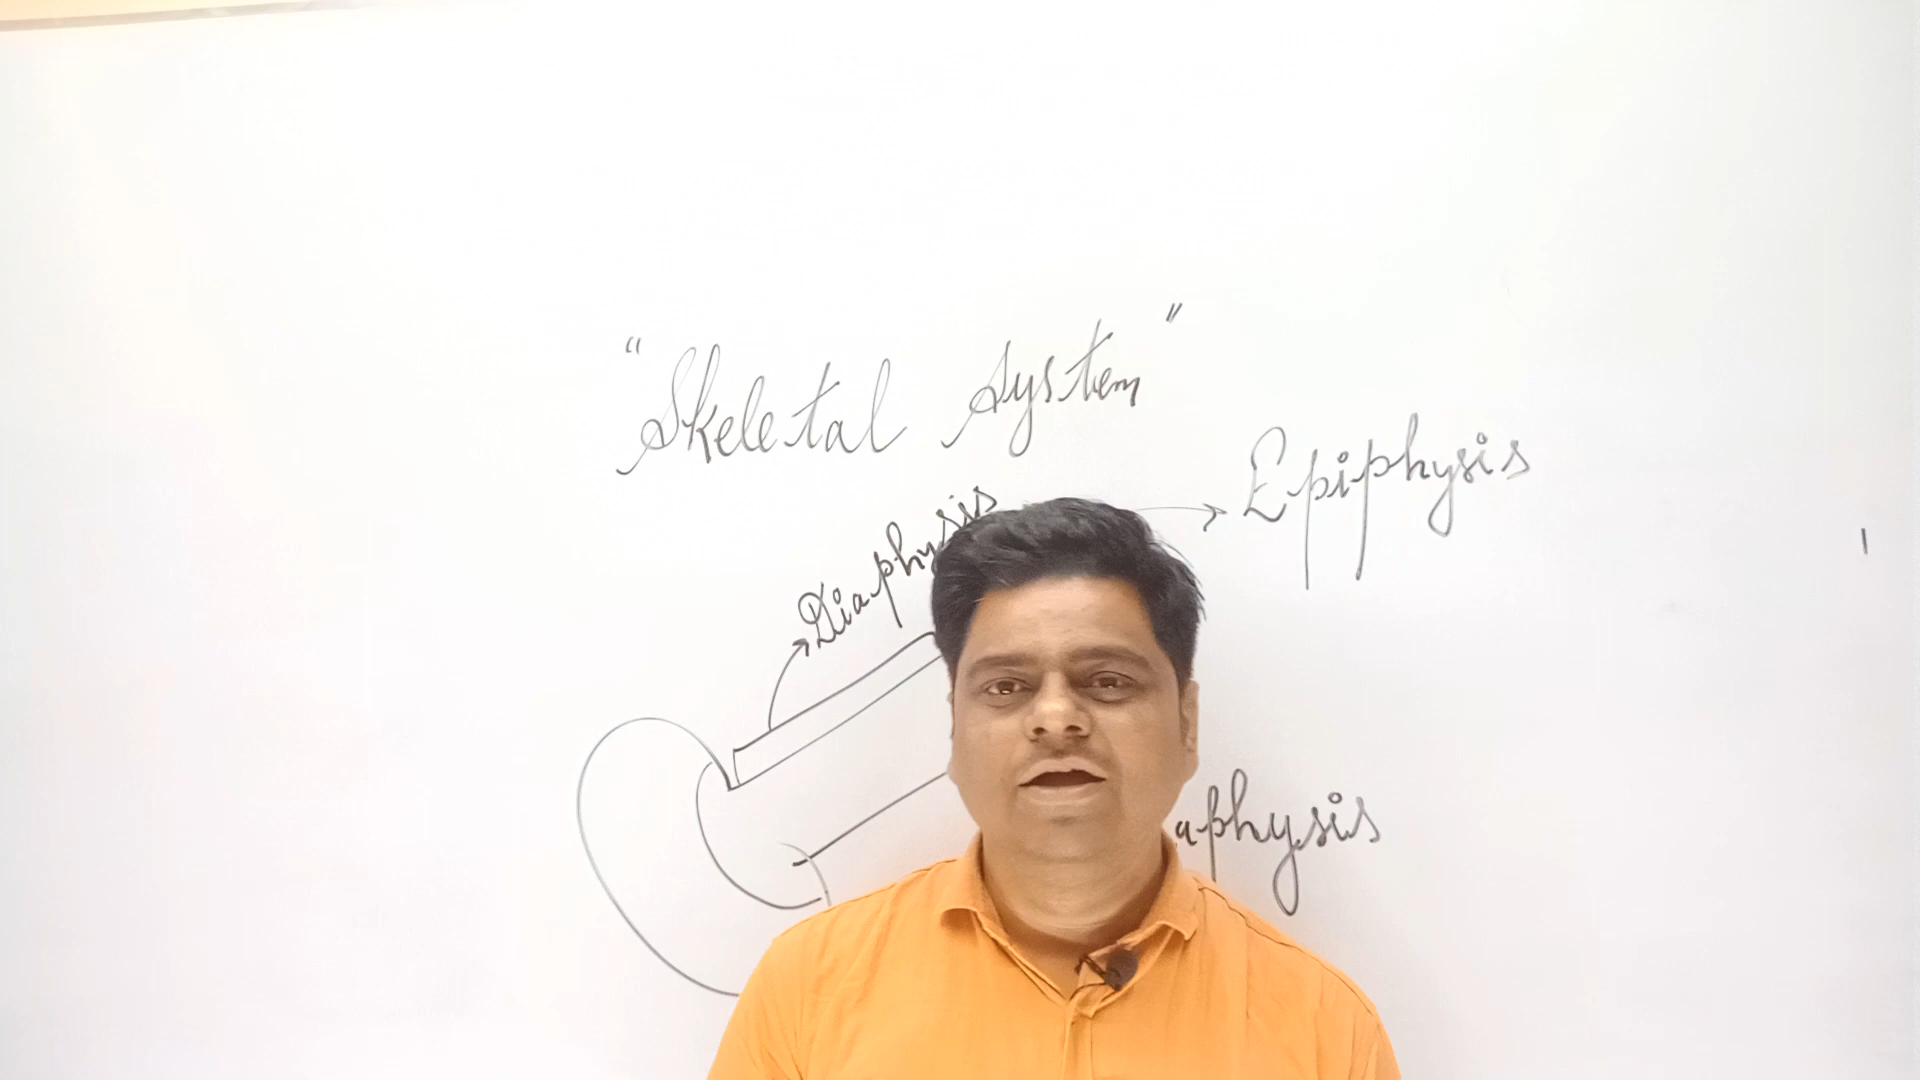 "Skeletal system"
Epiphysis
Diaphysis
aphysis